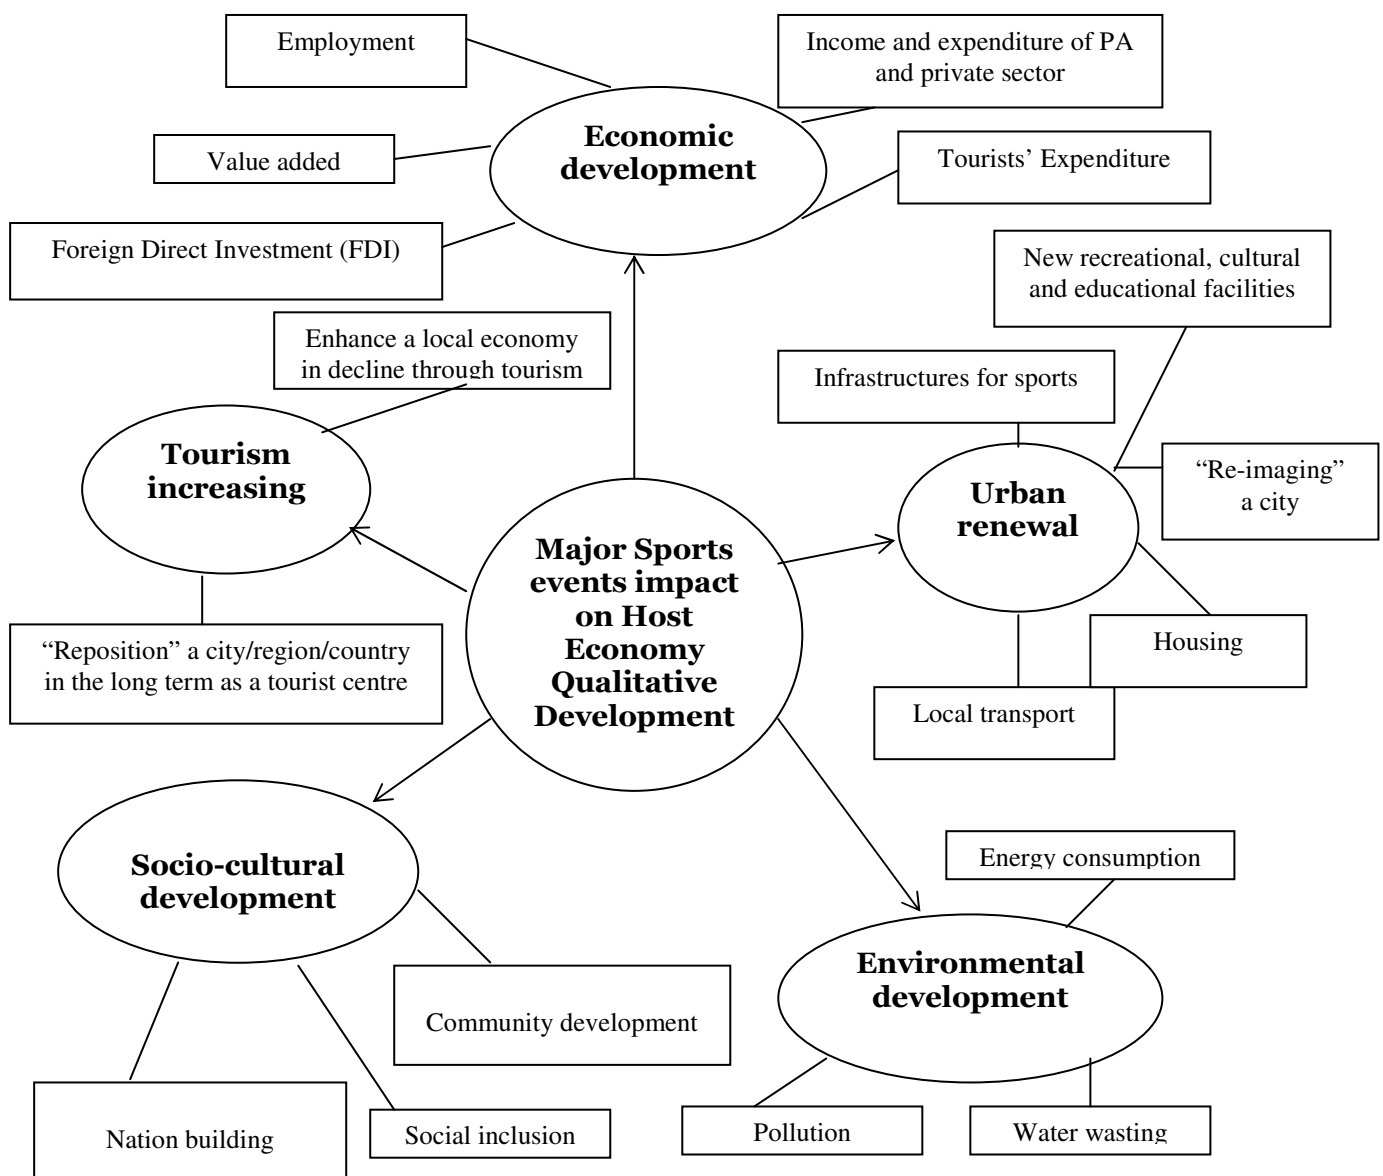 Employment
Income and expenditure of PA
and private sector
Economic
development
Value added
Tourists’ Expenditure
Foreign Direct Investment (FDI)
New recreational, cultural
and educational facilities
Enhance a local economy
in decline through tourism
Infrastructures for sports
Tourism
increasing
“Re-imaging”
a city
Urban
renewal
Major Sports
events impact
on Host
Economy
Qualitative
Development
“Reposition” a city/region/country
in the long term as a tourist centre
Housing
Local transport
Socio-cultural
development
Energy consumption
Environmental
development
Community development
Nation building
Social inclusion
Pollution
Water wasting